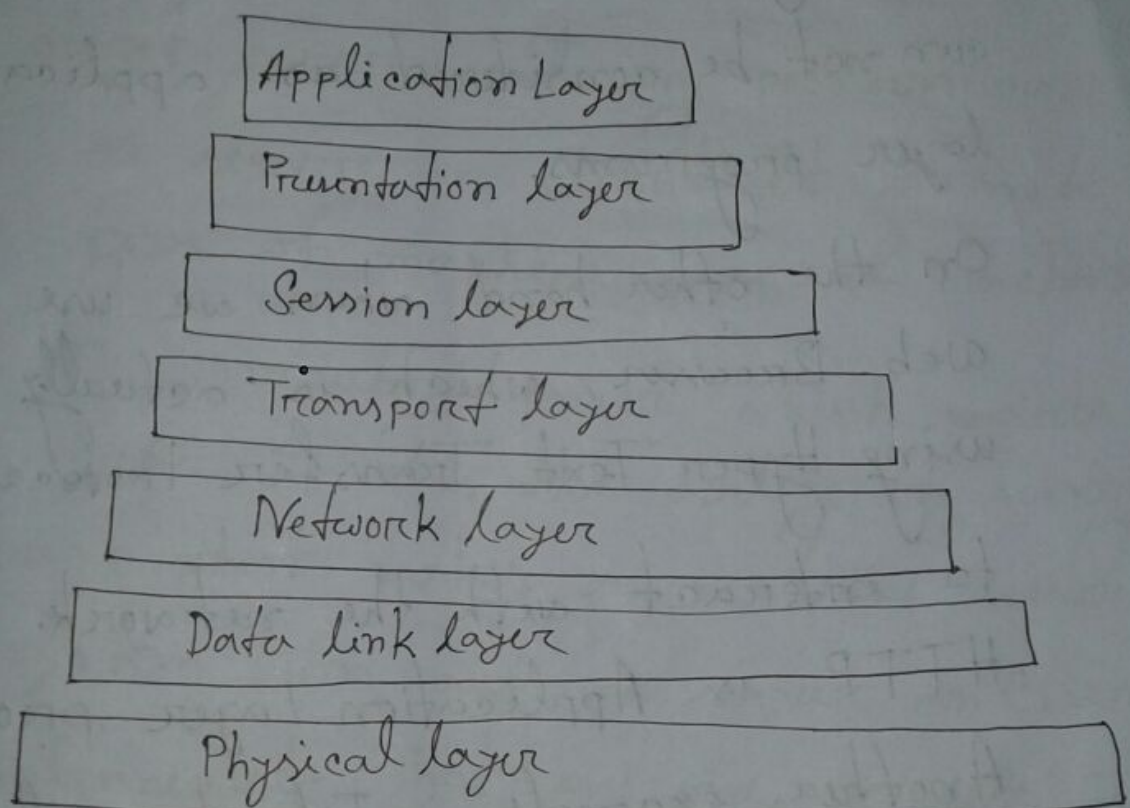 Application Layer
Presentation layer
Session layer
Transport layer
Network layer
Data link layer
Physical layer